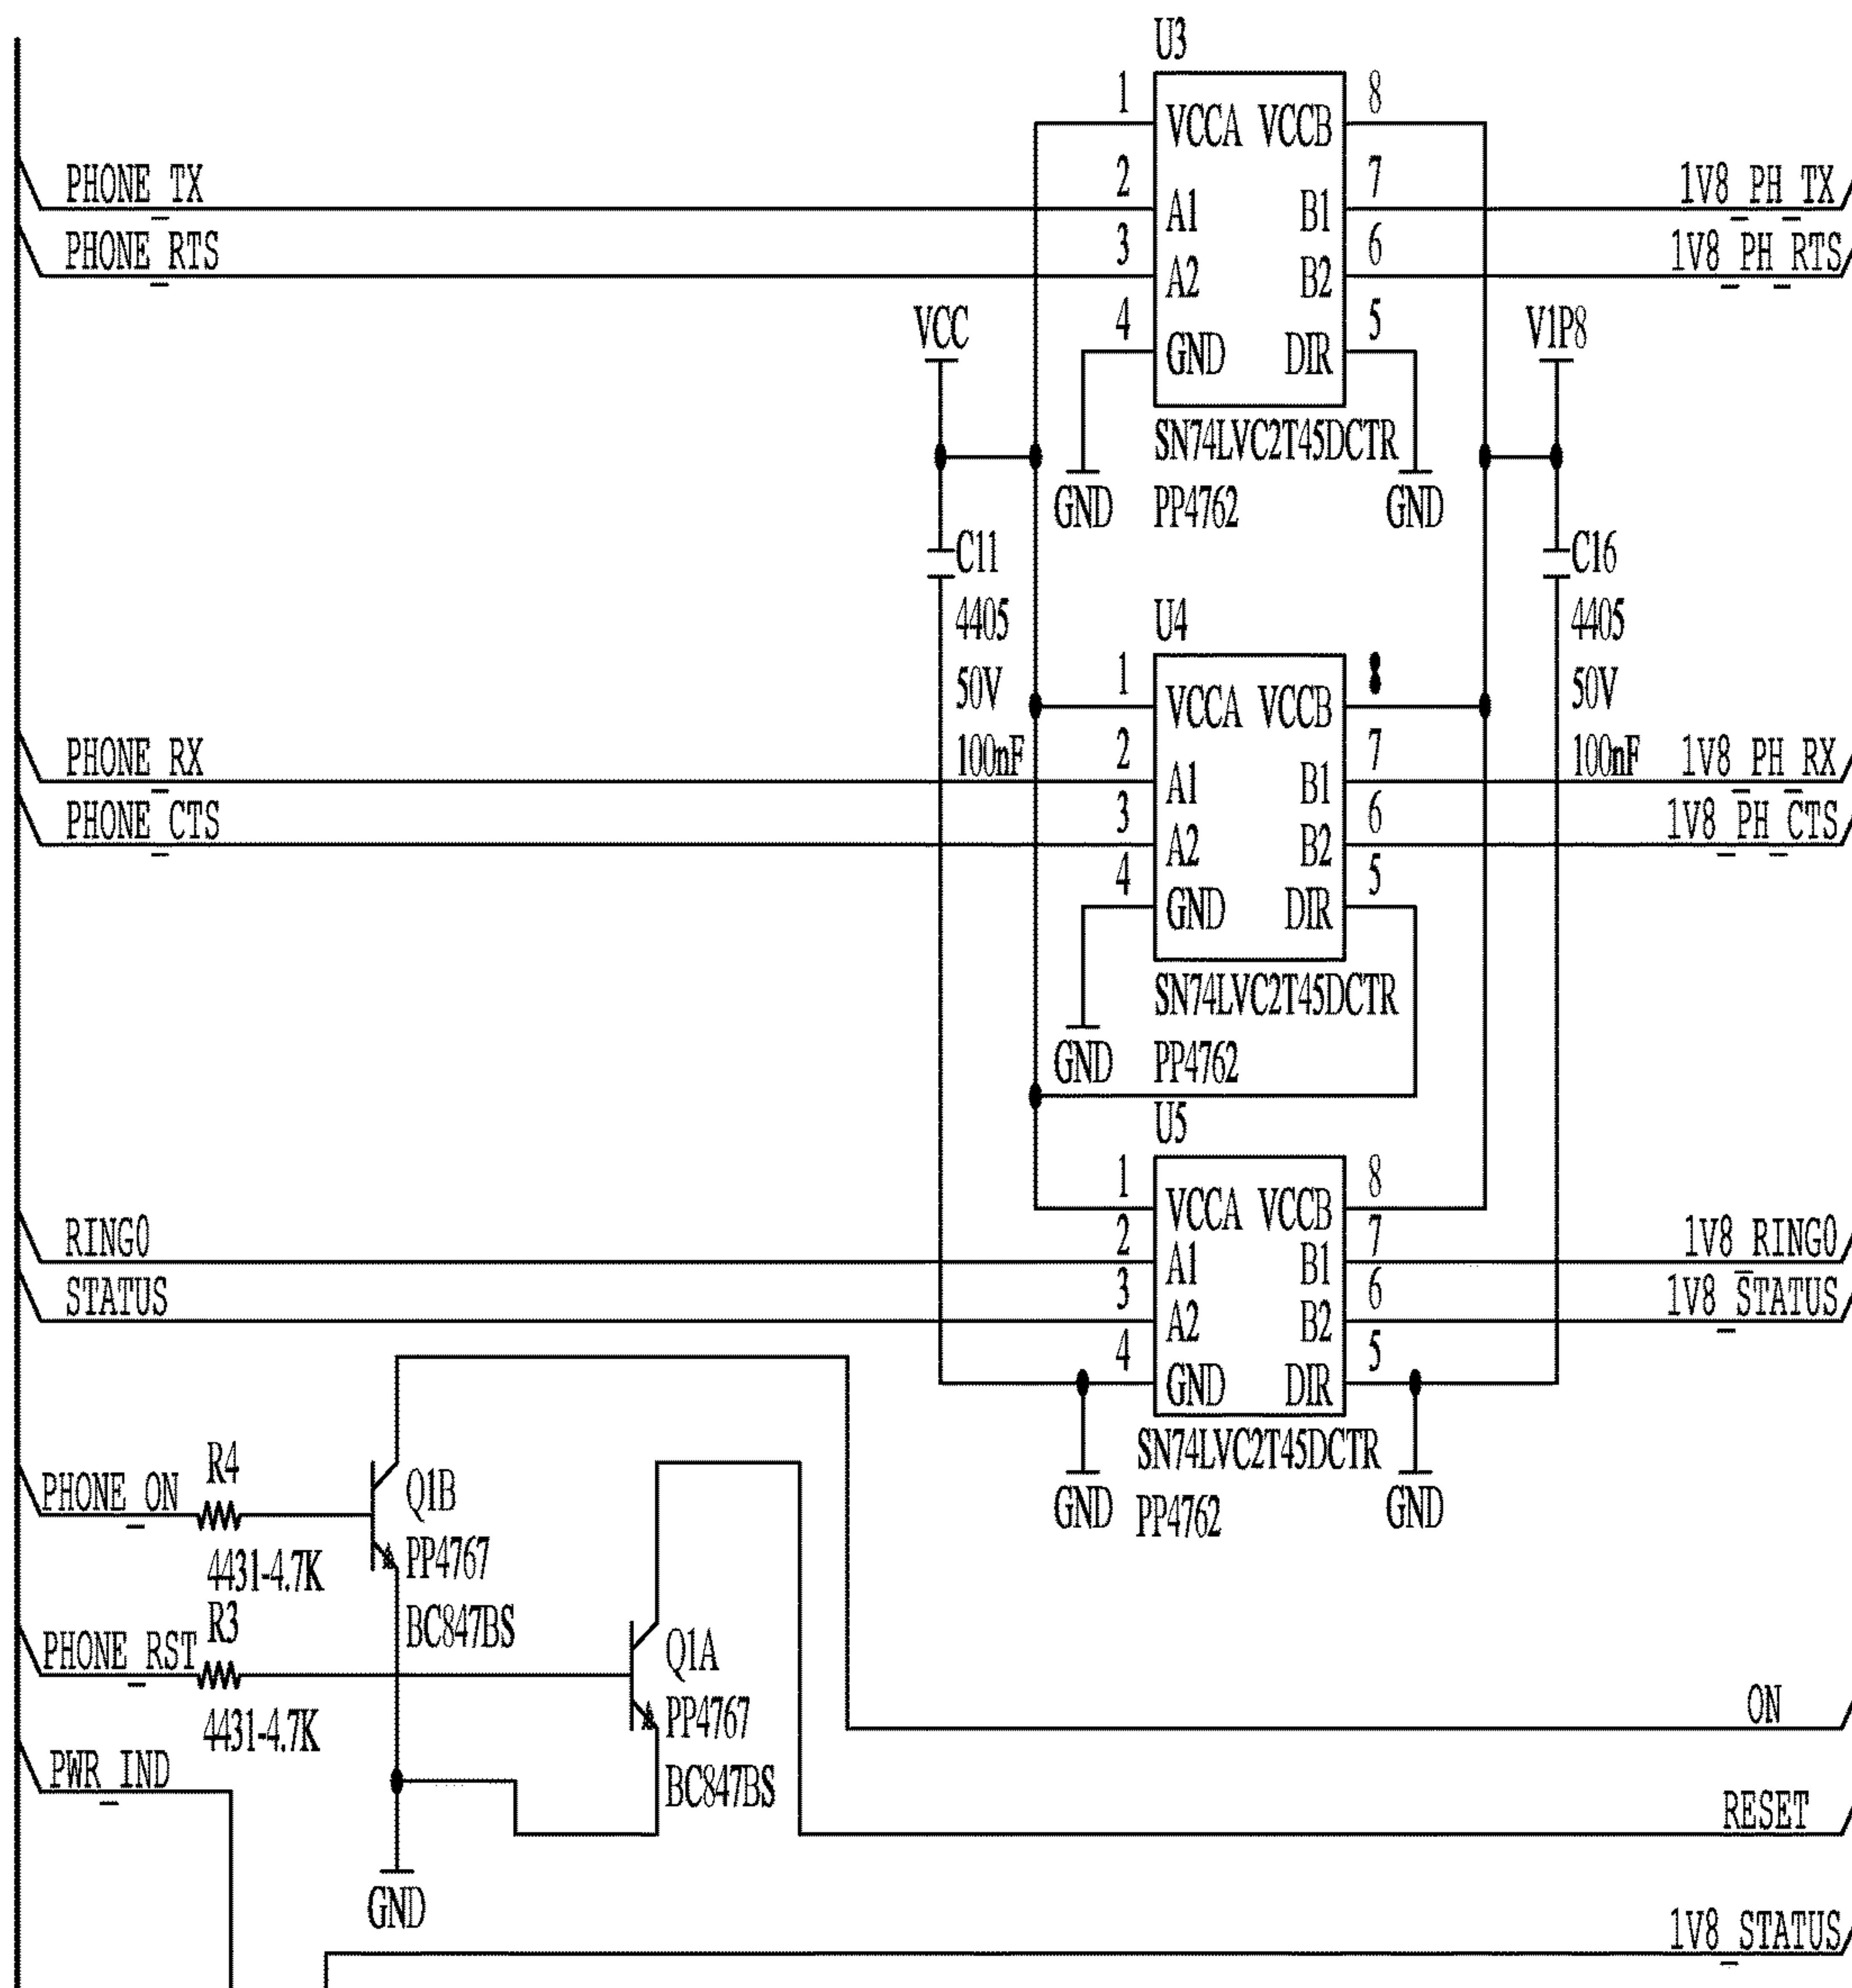 U3
1 VCCA VCCB 8
PHONE_TX 2 A1 B1 7 1V8_PH_TX
PHONE_RTS 3 A2 B2 6 1V8_PH_RTS
VCC 4 GND DIR 5 V1P8
SN74LVC2T45DCTR
GND PP4762 GND
C11 C16
4405 4405
50V 50V
100nF 100nF
U4
1 VCCA VCCB 8
PHONE_RX 2 A1 B1 7 1V8_PH_RX
PHONE_CTS 3 A2 B2 6 1V8_PH_CTS
4 GND DIR 5
SN74LVC2T45DCTR
GND PP4762
U5
1 VCCA VCCB 8
RING0 2 A1 B1 7 1V8_RING0
STATUS 3 A2 B2 6 1V8_STATUS
4 GND DIR 5
SN74LVC2T45DCTR
GND PP4762 GND
PHONE_ON R4 Q1B
4431-4.7K PP4767
BC847BS
PHONE_RST R3 Q1A
4431-4.7K PP4767
BC847BS
ON
PWR_IND
RESET
GND
1V8_STATUS